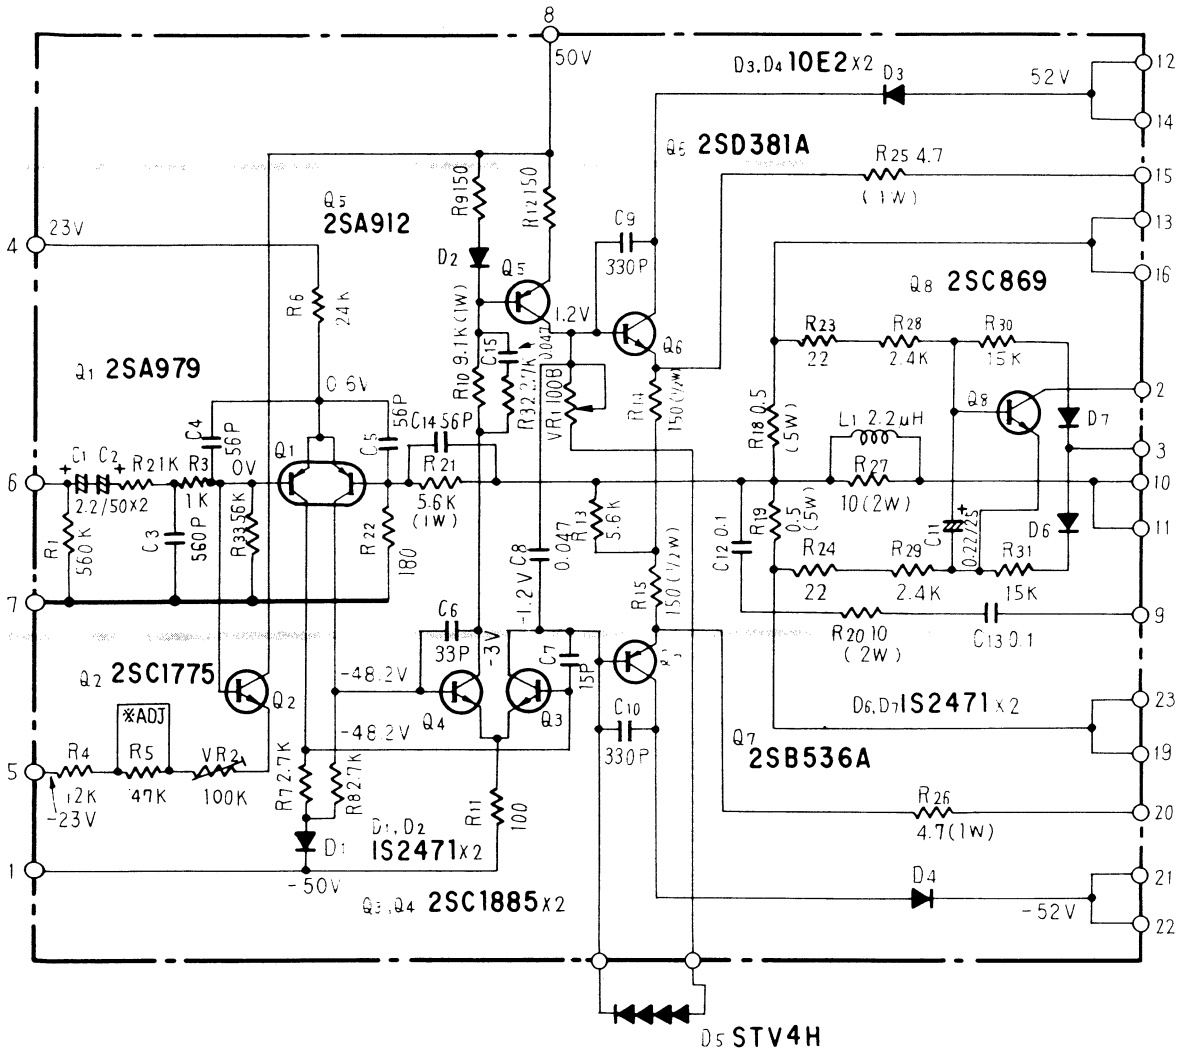 8
50V
D3, D4 10E2 x2
D3
52V
12
14
Q6 2SD381A
R25 4.7
(1W)
15
13
16
Q5
2SA912
R9 150
R12 150
C9
330P
23V
4
D2
Q5
1.2V
Q8 2SC869
R6
24K
R10 9.1K (1W)
C15
0.047
R32 2.7K
VR1 100B
Q6
R14
150 (1/2W)
R23
22
R28
2.4K
R30
15K
Q1 2SA979
0.6V
C4
56P
C5
56P
C14 56P
R18 0.5
(5W)
L1 2.2μH
Q8
2
D7
3
6
+
C1
C2
+
R2 1K
R3
1K
2.2/50x2
0V
Q1
R21
5.6K
(1W)
R27
10 (2W)
10
11
R1
560K
C3
560P
R33 56K
R22
180
C8
0.047
R13
5.6K
C12 0.1
R19
0.5
(5W)
C11
+
0.22/25
D6
R24
22
R29
2.4K
R31
15K
7
-1.2V
R15
150 (1/2W)
R20 10
(2W)
C13 0.1
9
C6
33P
-3V
C7
15P
Q2
2SC1775
Q2
-48.2V
Q4
Q3
C10
330P
D6, D7 1S2471 x2
23
19
※ADJ
-48.2V
Q7
2SB536A
5
R4
12K
R5
47K
VR2
100K
-23V
R7 2.7K
R8 2.7K
R11
100
R26
4.7 (1W)
20
D1
D1, D2
1S2471 x2
1
-50V
Q3, Q4 2SC1885 x2
D4
-52V
21
22
D5 STV4H